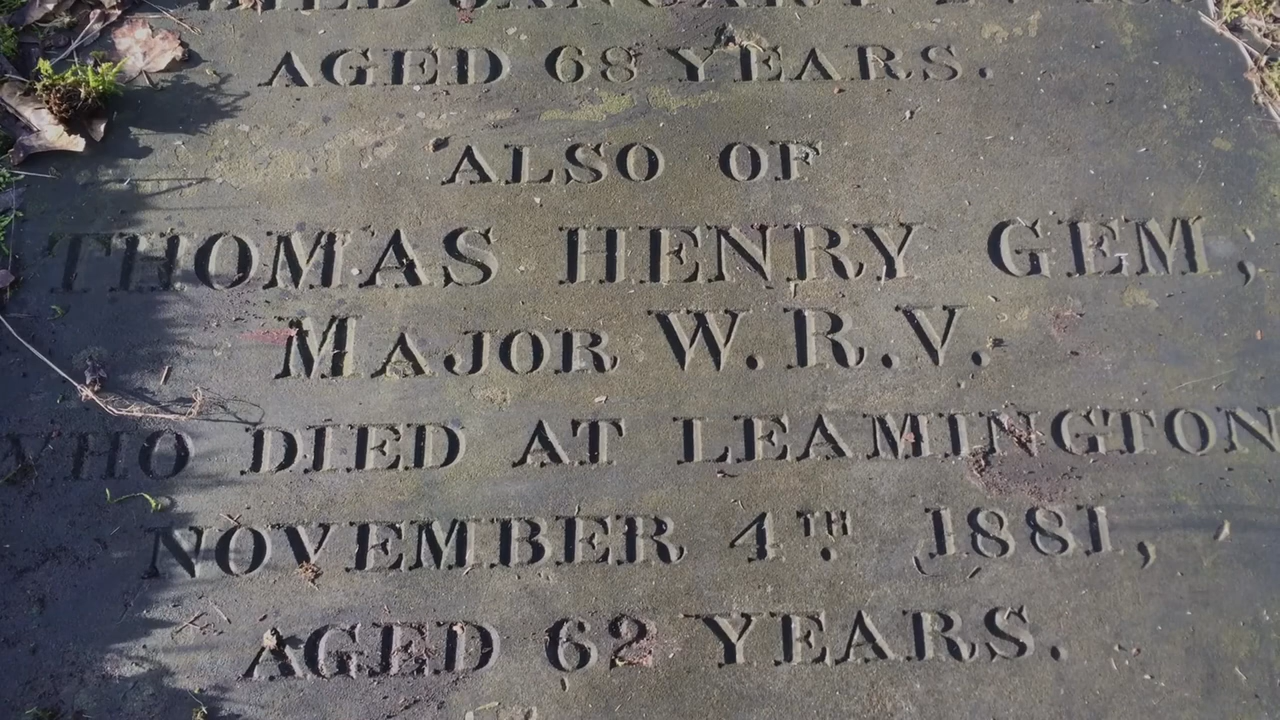 AGED 68 YEARS.
ALSO OF
THOMAS HENRY GEM,
MAJOR W.R.V.
WHO DIED AT LEAMINGTON
NOVEMBER 4TH 1881,
AGED 62 YEARS.